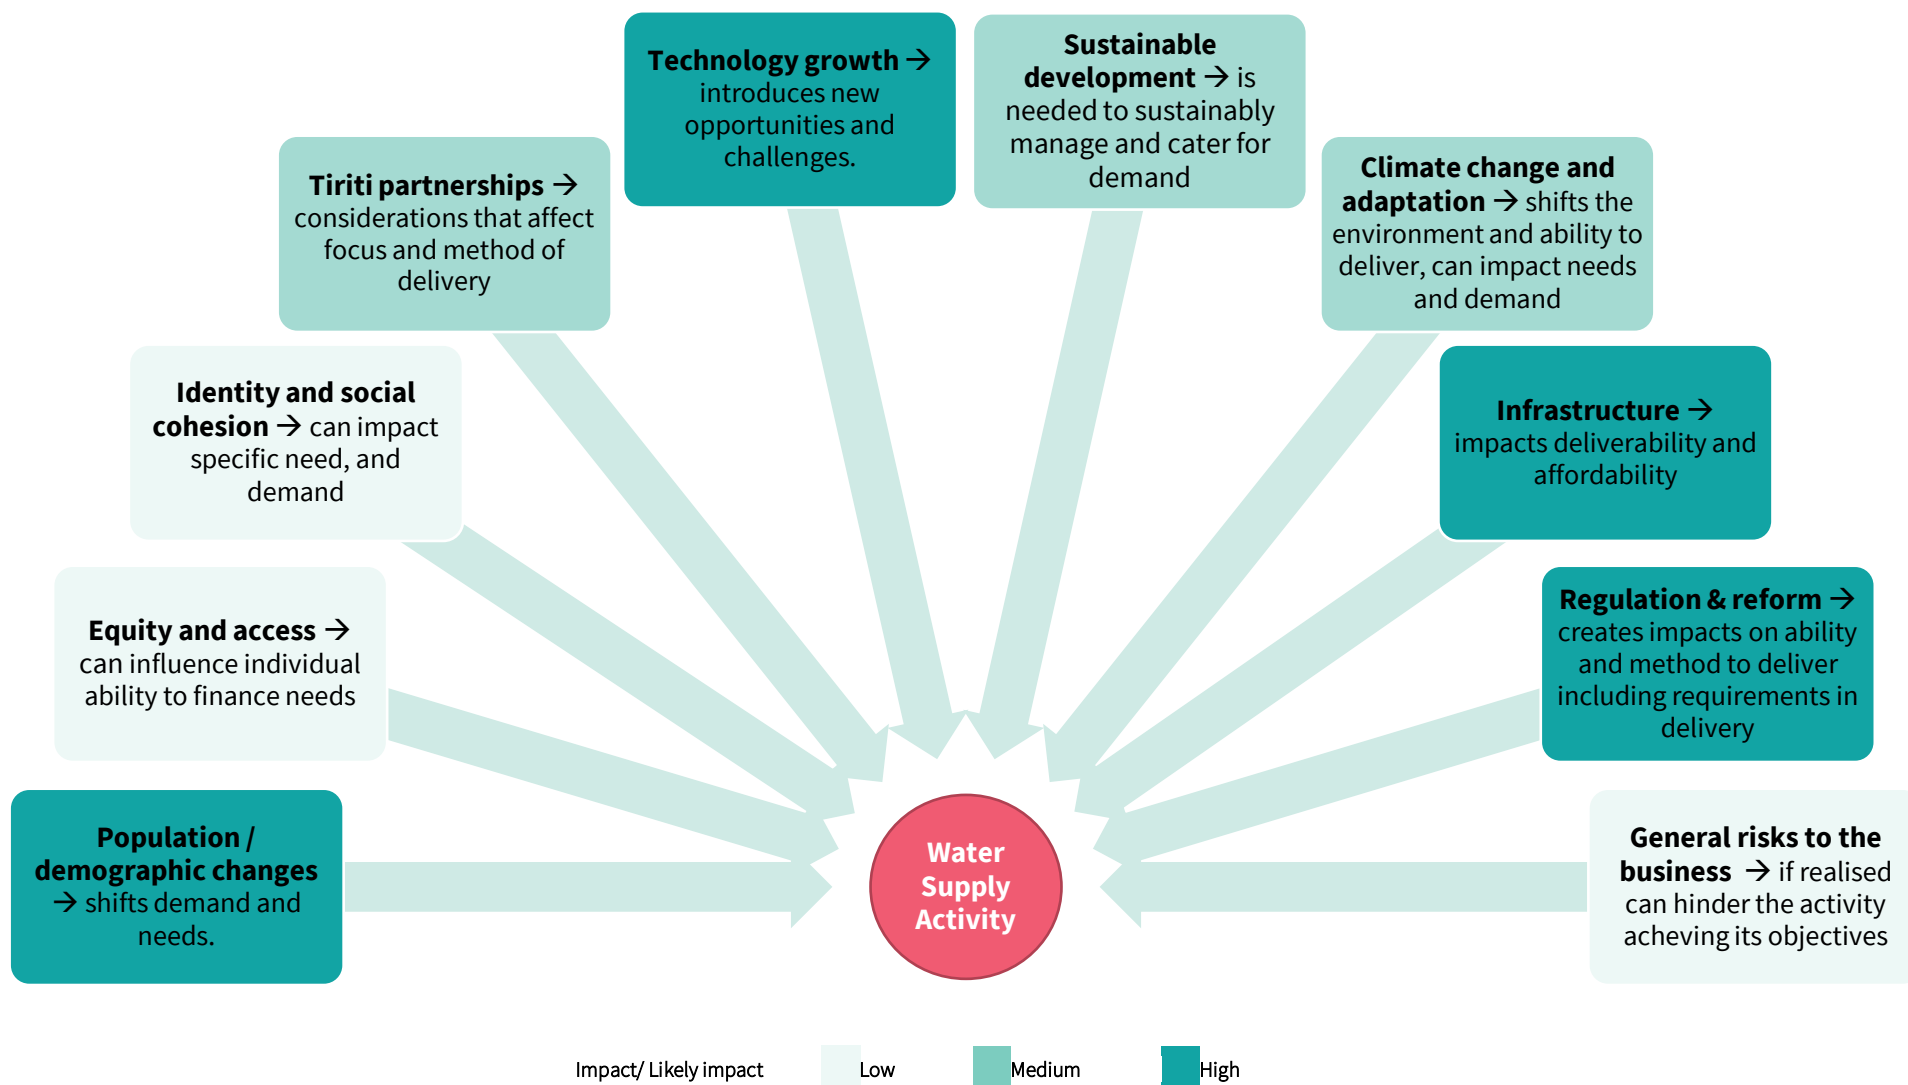 Technology growth →
introduces new
opportunities and
challenges.
Sustainable
development → is
needed to sustainably
manage and cater for
demand
Tiriti partnerships →
considerations that affect
focus and method of
delivery
Climate change and
adaptation → shifts the
environment and ability to
deliver, can impact needs
and demand
Identity and social
cohesion → can impact
specific need, and
demand
Infrastructure →
impacts deliverability and
affordability
Equity and access →
can influence individual
ability to finance needs
Regulation & reform →
creates impacts on ability
and method to deliver
including requirements in
delivery
Population /
demographic changes
→ shifts demand and
needs.
Water
Supply
Activity
General risks to the
business → if realised
can hinder the activity
acheving its objectives
Impact/ Likely impact Low Medium High